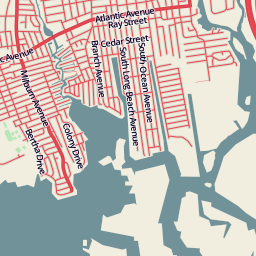 Atlantic Avenue
Ray Street
Cedar Street
c Avenue
Branch Avenue
South Long Beach Avenue
South Ocean Avenue
Milburn Avenue
Bertha Drive
Colony Drive